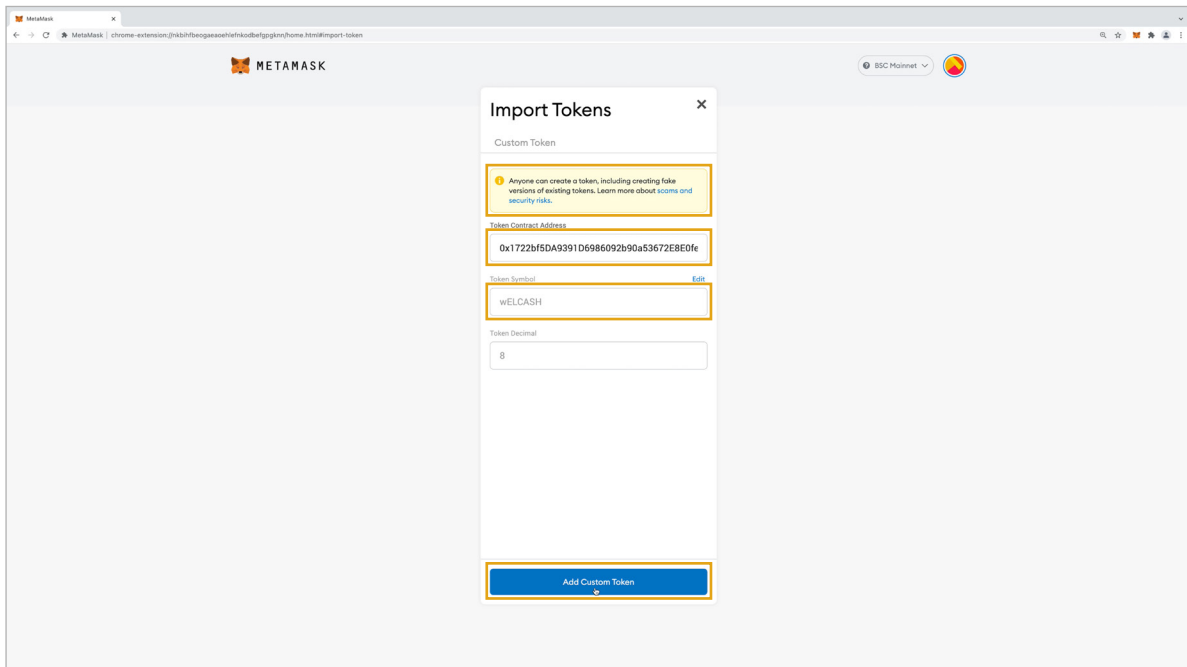 MetaMask
MetaMask | chrome-extension://nkbihfbeogaeaoehlefnkodbefgpgknn/home.html#import-token
METAMASK
BSC Mainnet
Import Tokens
Custom Token
Anyone can create a token, including creating fake
versions of existing tokens. Learn more about scams and
security risks.
Token Contract Address
0x1722bf5DA9391D6986092b90a53672E8E0fe
Token Symbol Edit
wELCASH
Token Decimal
8
Add Custom Token